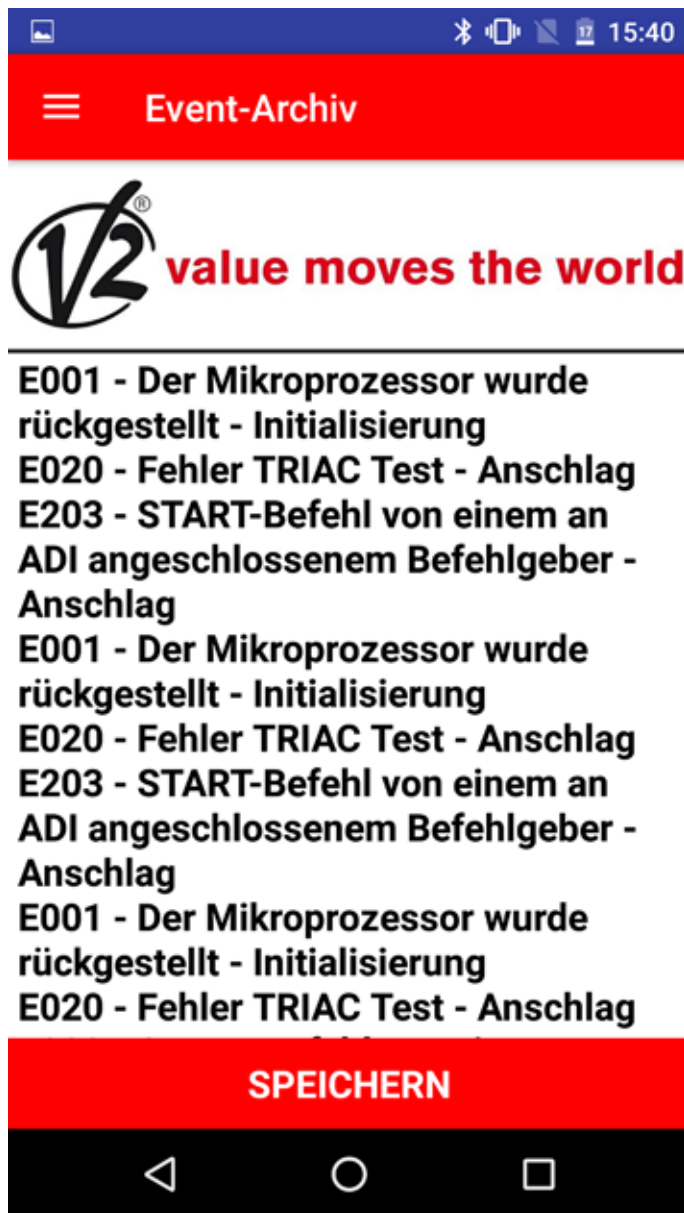 17 15:40
Event-Archiv
V2®
value moves the world
E001 - Der Mikroprozessor wurde
rückgestellt - Initialisierung
E020 - Fehler TRIAC Test - Anschlag
E203 - START-Befehl von einem an
ADI angeschlossenem Befehlgeber -
Anschlag
E001 - Der Mikroprozessor wurde
rückgestellt - Initialisierung
E020 - Fehler TRIAC Test - Anschlag
E203 - START-Befehl von einem an
ADI angeschlossenem Befehlgeber -
Anschlag
E001 - Der Mikroprozessor wurde
rückgestellt - Initialisierung
E020 - Fehler TRIAC Test - Anschlag
SPEICHERN